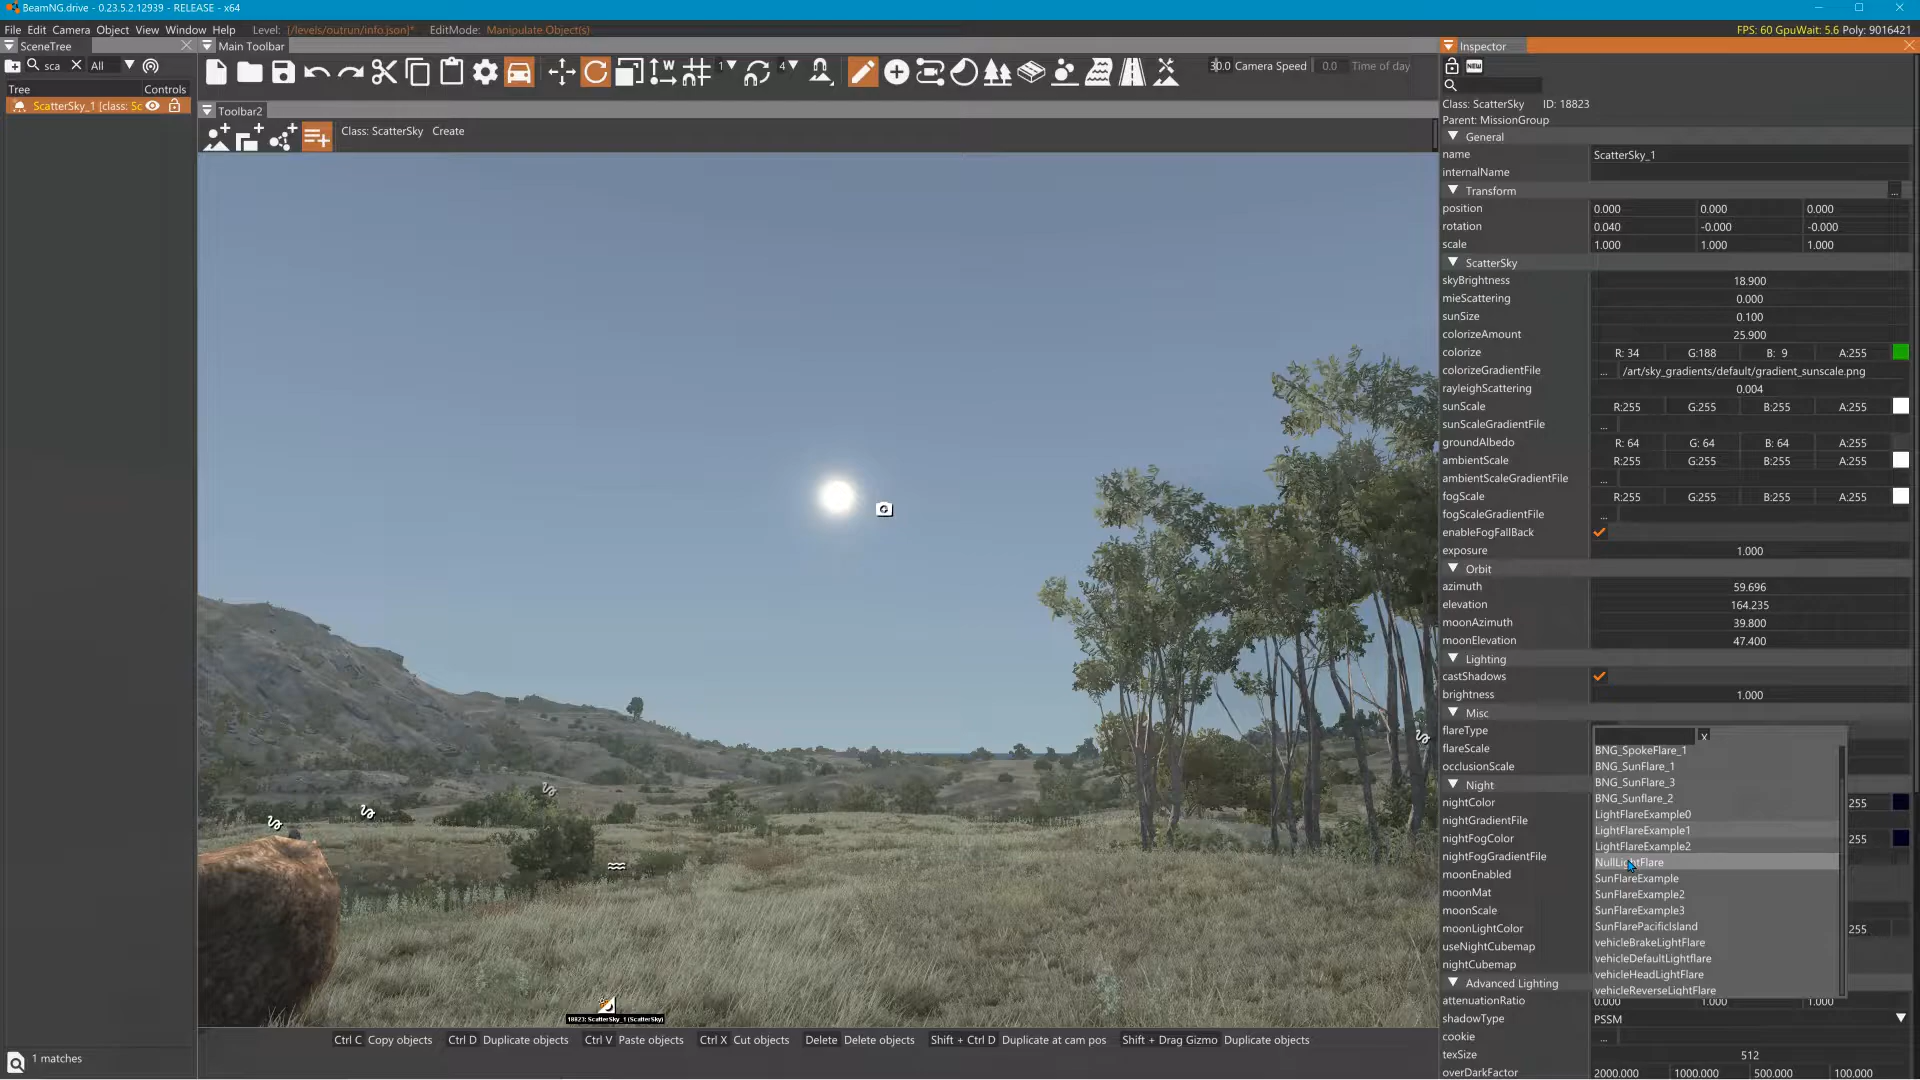 BeamNG.drive - 0.23.5.2.12939 - RELEASE - x64
File Edit Camera Object View Window Help Level: [/levels/outrun/info.json]* EditMode: Manipulate Object(s) FPS: 60 GpuWait: 5.6 Poly: 9016421
SceneTree
sca X All
Tree Controls
ScatterSky_1 [class: Sc
1 matches
Main Toolbar
1 4 30.0 Camera Speed 0.0 Time of day
Toolbar2
Class: ScatterSky Create
18823: ScatterSky_1 (ScatterSky)
Ctrl C Copy objects Ctrl D Duplicate objects Ctrl V Paste objects Ctrl X Cut objects Delete Delete objects Shift + Ctrl D Duplicate at cam pos Shift + Drag Gizmo Duplicate objects
Inspector
NEW
Class: ScatterSky ID: 18823
Parent: MissionGroup
General
name ScatterSky_1
internalName
Transform ...
position 0.000 0.000 0.000
rotation 0.040 -0.000 -0.000
scale 1.000 1.000 1.000
ScatterSky
skyBrightness 18.900
mieScattering 0.000
sunSize 0.100
colorizeAmount 25.900
colorize R: 34 G:188 B: 9 A:255
colorizeGradientFile ... /art/sky_gradients/default/gradient_sunscale.png
rayleighScattering 0.004
sunScale R:255 G:255 B:255 A:255
sunScaleGradientFile ...
groundAlbedo R: 64 G: 64 B: 64 A:255
ambientScale R:255 G:255 B:255 A:255
ambientScaleGradientFile ...
fogScale R:255 G:255 B:255 A:255
fogScaleGradientFile ...
enableFogFallBack
exposure 1.000
Orbit
azimuth 59.696
elevation 164.235
moonAzimuth 39.800
moonElevation 47.400
Lighting
castShadows
brightness 1.000
Misc
flareType
flareScale
occlusionScale
Night
nightColor 255
nightGradientFile
nightFogColor 255
nightFogGradientFile
moonEnabled
moonMat
moonScale
moonLightColor 255
useNightCubemap
nightCubemap
x
BNG_SpokeFlare_1
BNG_SunFlare_1
BNG_SunFlare_3
BNG_Sunflare_2
LightFlareExample0
LightFlareExample1
LightFlareExample2
NullLightFlare
SunFlareExample
SunFlareExample2
SunFlareExample3
SunFlarePacificIsland
vehicleBrakeLightFlare
vehicleDefaultLightflare
vehicleHeadLightFlare
vehicleReverseLightFlare
Advanced Lighting
attenuationRatio 0.000 1.000 1.000
shadowType PSSM
cookie ...
texSize 512
overDarkFactor 2000.000 1000.000 500.000 100.000